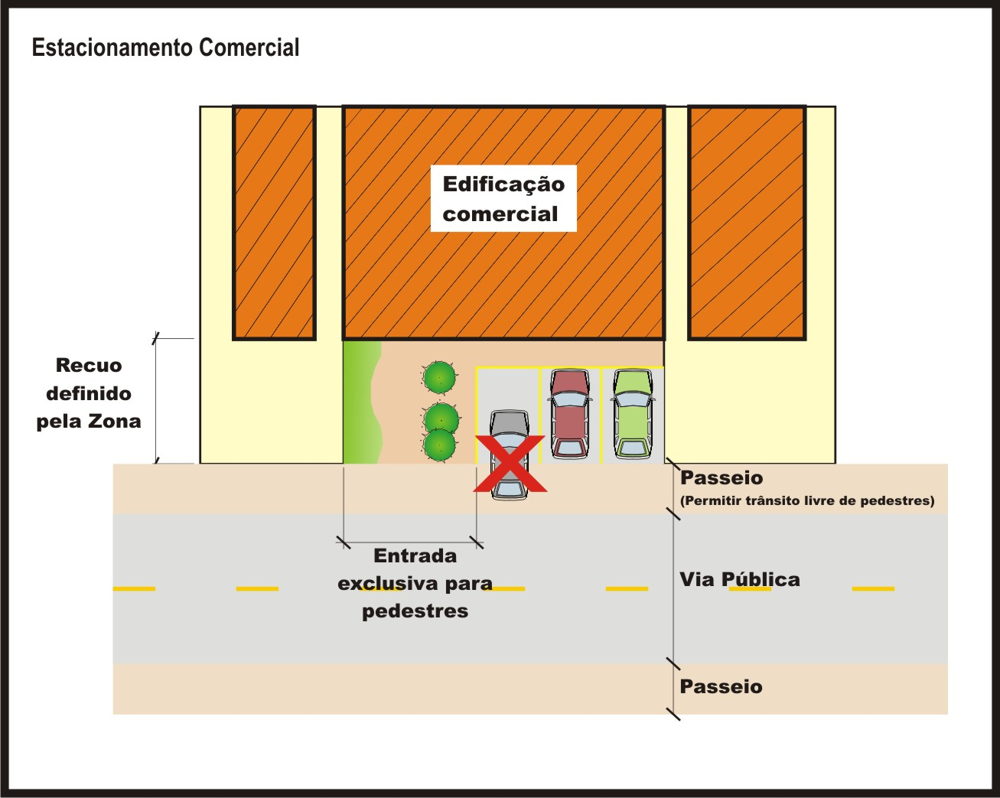 Estacionamento Comercial
Edificação
comercial
Recuo
definido
pela Zona
Passeio
(Permitir trânsito livre de pedestres)
Entrada
exclusiva para
pedestres
Via Pública
Passeio